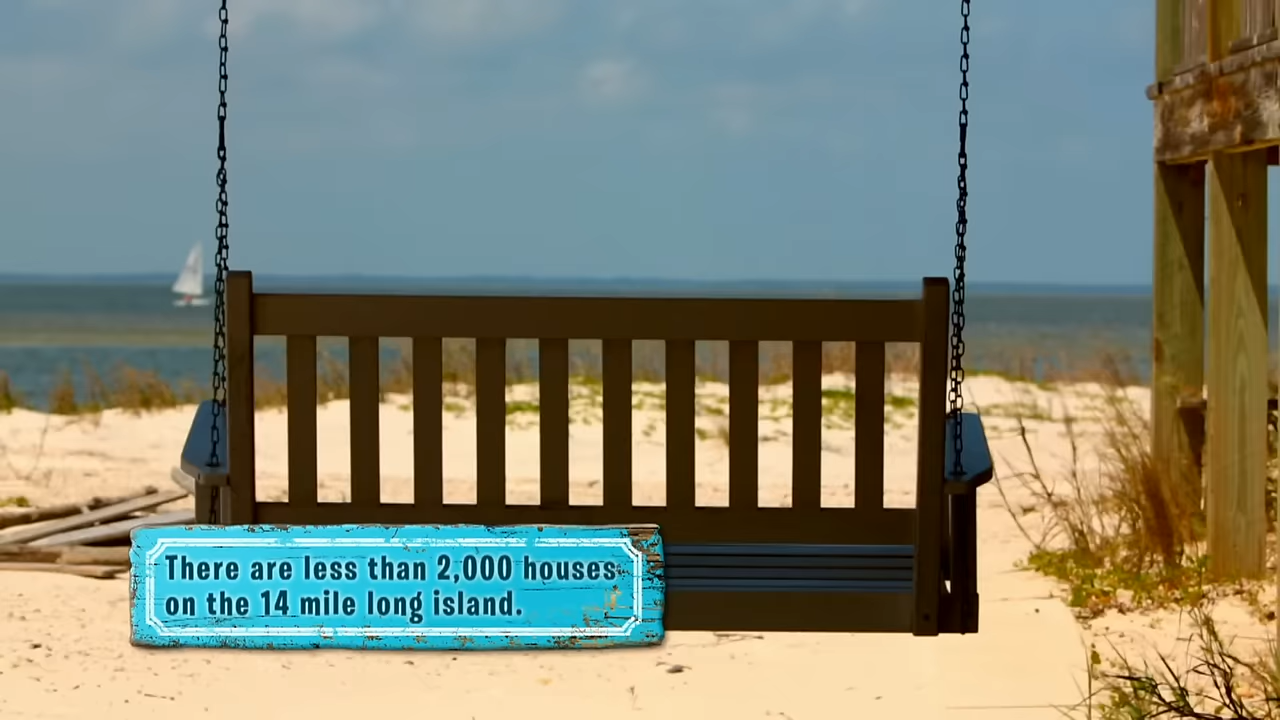 There are less than 2,000 houses
on the 14 mile long island.